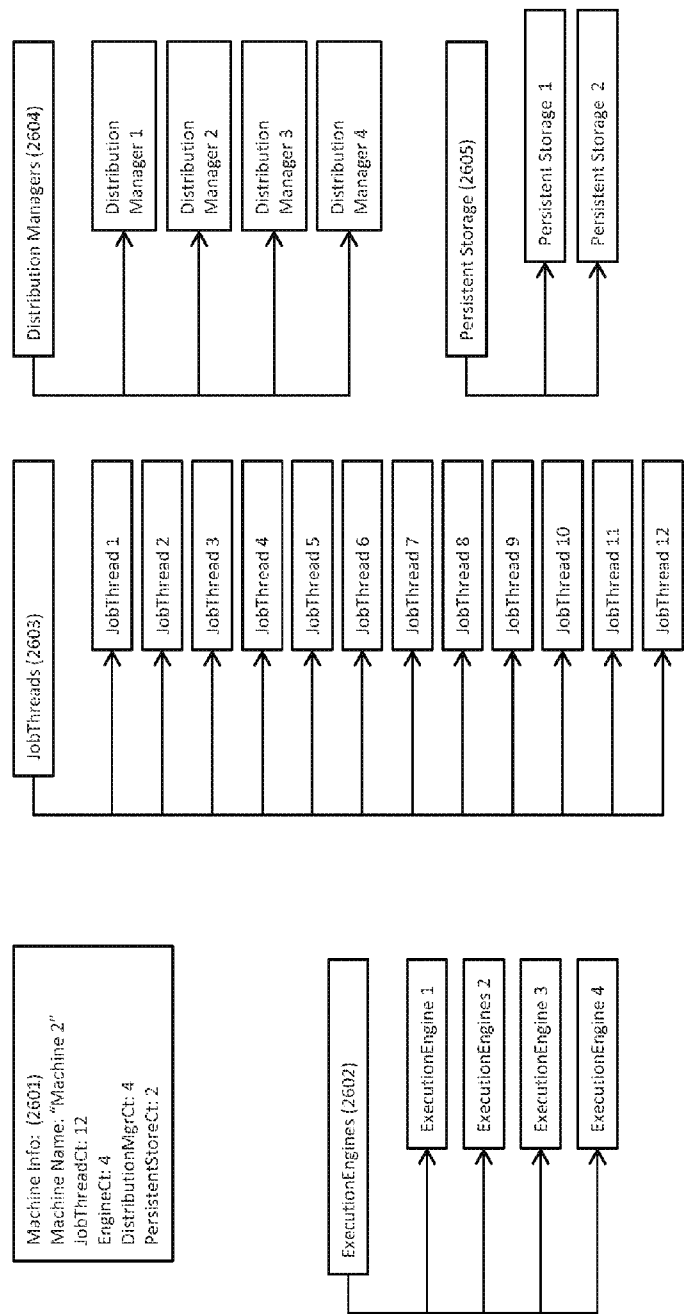 Machine Info: (2601)
Machine Name: “Machine 2”
JobThreadCt: 12
EngineCt: 4
DistributionMgrCt: 4
PersistentStoreCt: 2
ExecutionEngines (2602)
ExecutionEngine 1
ExecutionEngines 2
ExecutionEngine 3
ExecutionEngine 4
JobThreads (2603)
JobThread 1
JobThread 2
JobThread 3
JobThread 4
JobThread 5
JobThread 6
JobThread 7
JobThread 8
JobThread 9
JobThread 10
JobThread 11
JobThread 12
Distribution Managers (2604)
Distribution
Manager 1
Distribution
Manager 2
Distribution
Manager 3
Distribution
Manager 4
Persistent Storage (2605)
Persistent Storage 1
Persistent Storage 2